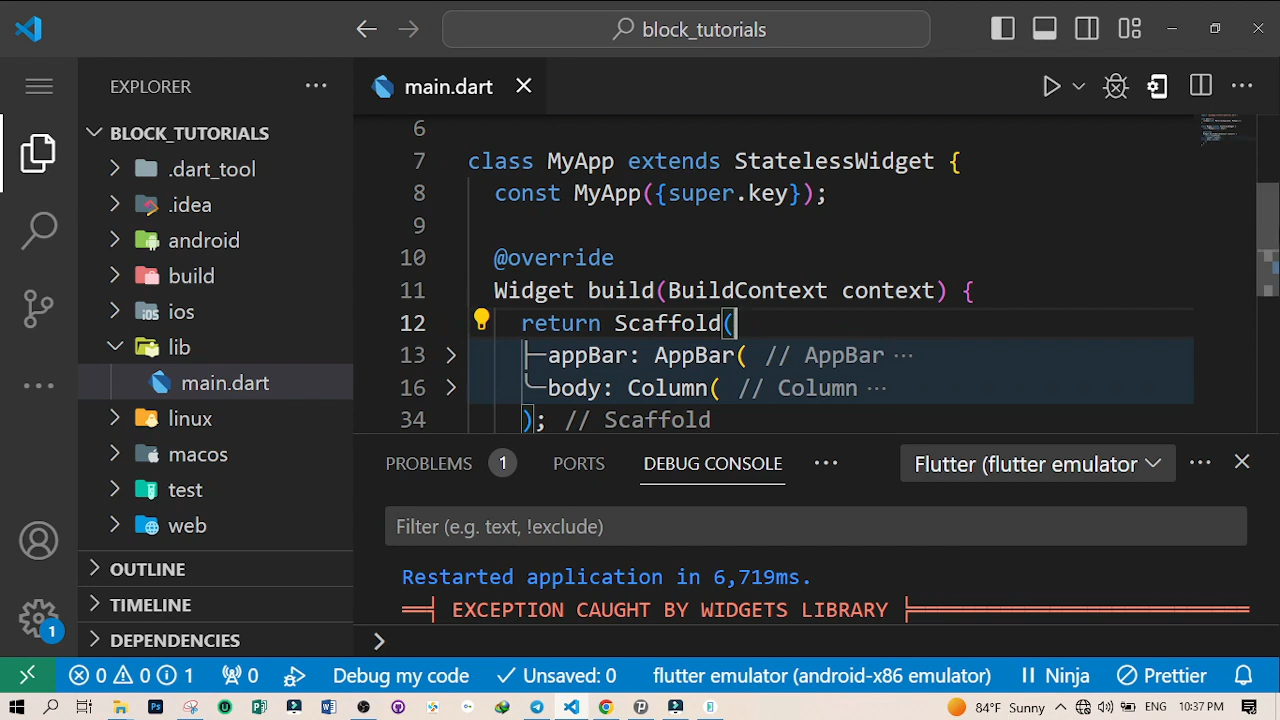 block_tutorials
EXPLORER
main.dart
BLOCK_TUTORIALS
.dart_tool
.idea
android
build
ios
lib
main.dart
linux
macos
test
web
OUTLINE
TIMELINE
DEPENDENCIES
6
7 class MyApp extends StatelessWidget {
8 const MyApp({super.key});
9
10 @override
11 Widget build(BuildContext context) {
12 return Scaffold(
13 appBar: AppBar( // AppBar ⋯
16 body: Column( // Column ⋯
34 ); // Scaffold
PROBLEMS 1 PORTS DEBUG CONSOLE
Flutter (flutter emulator
Filter (e.g. text, !exclude)
Restarted application in 6,719ms.
══╡ EXCEPTION CAUGHT BY WIDGETS LIBRARY ╞══
1
0 0 1 0 Debug my code Unsaved: 0 flutter emulator (android-x86 emulator) Ninja Prettier
84°F Sunny ENG 10:37 PM